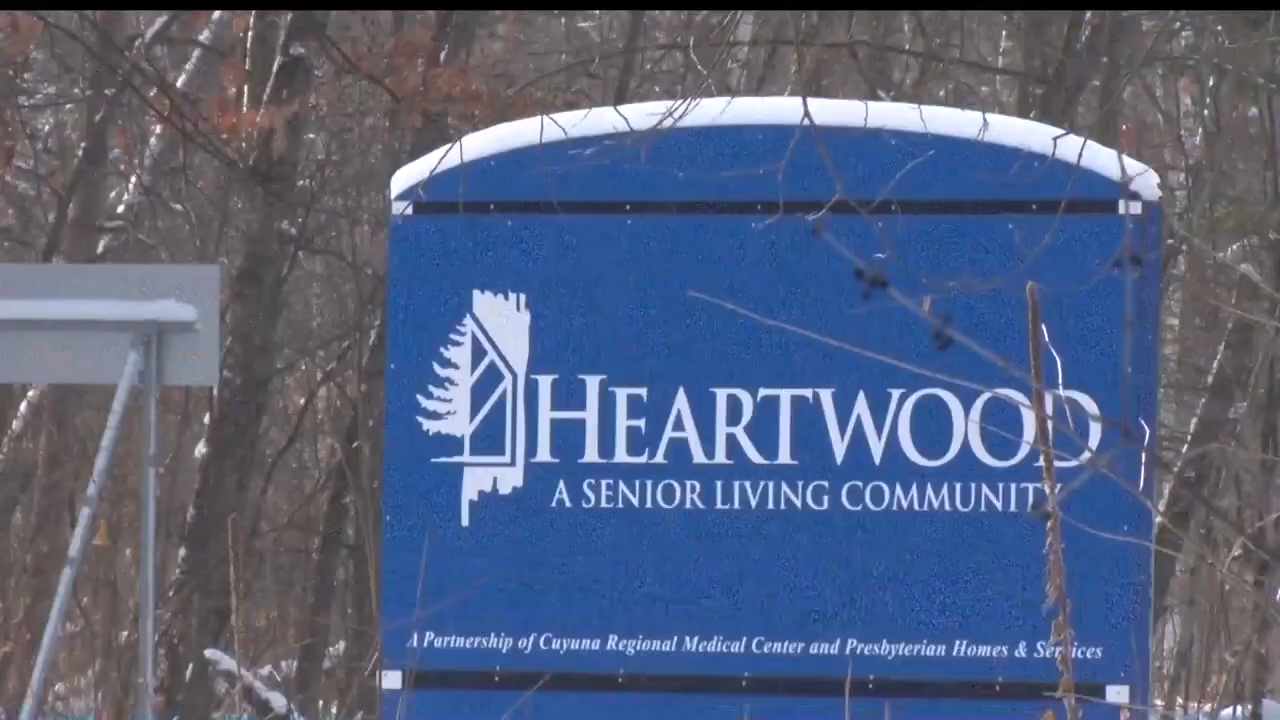 HEARTWOOD
A SENIOR LIVING COMMUNITY
A Partnership of Cuyuna Regional Medical Center and Presbyterian Homes & Services